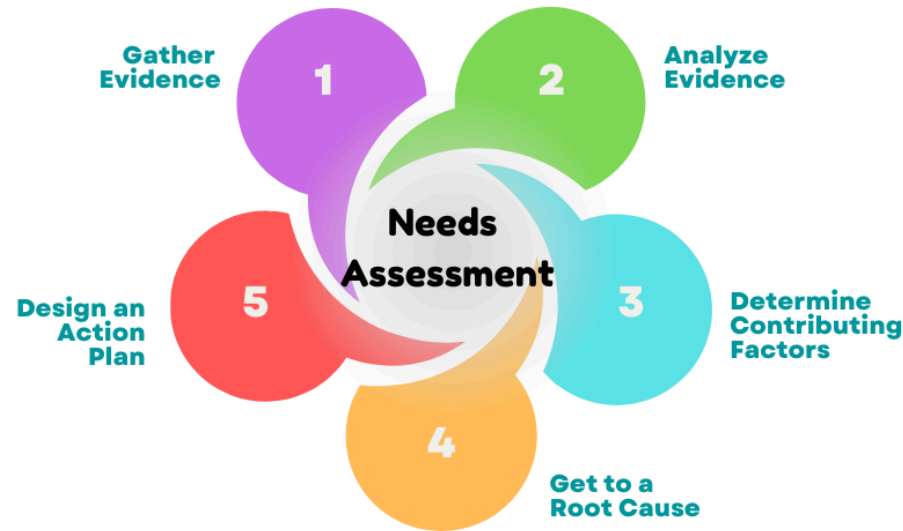 1
Gather
Evidence
2
Analyze
Evidence
Needs
Assessment
3
Determine
Contributing
Factors
4
Get to a
Root Cause
5
Design an
Action
Plan